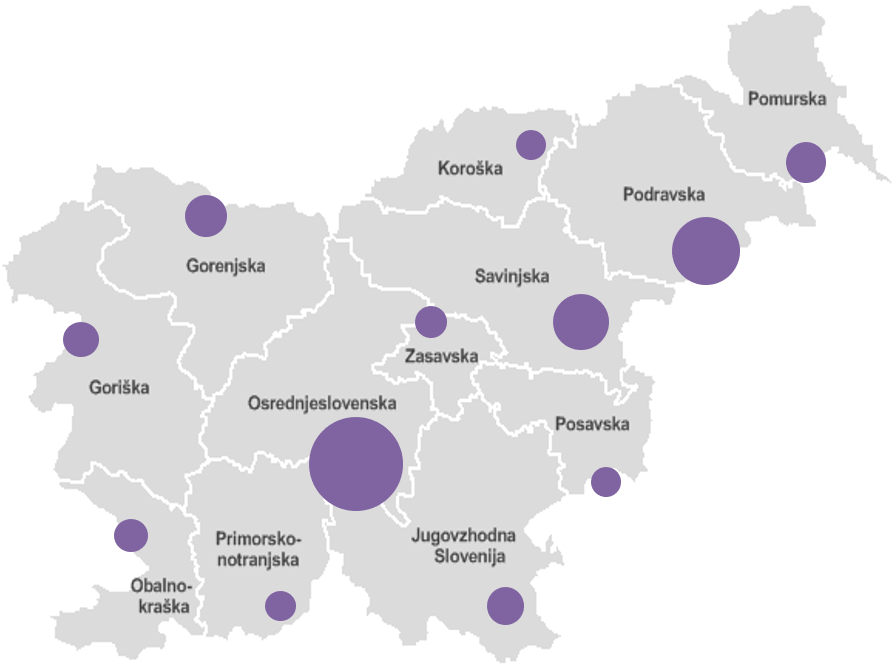 Pomurska
Koroška
Podravska
Gorenjska
Savinjska
Zasavska
Goriška
Osrednjeslovenska
Posavska
Primorsko-
notranjska
Jugovzhodna
Slovenija
Obalno-
kraška